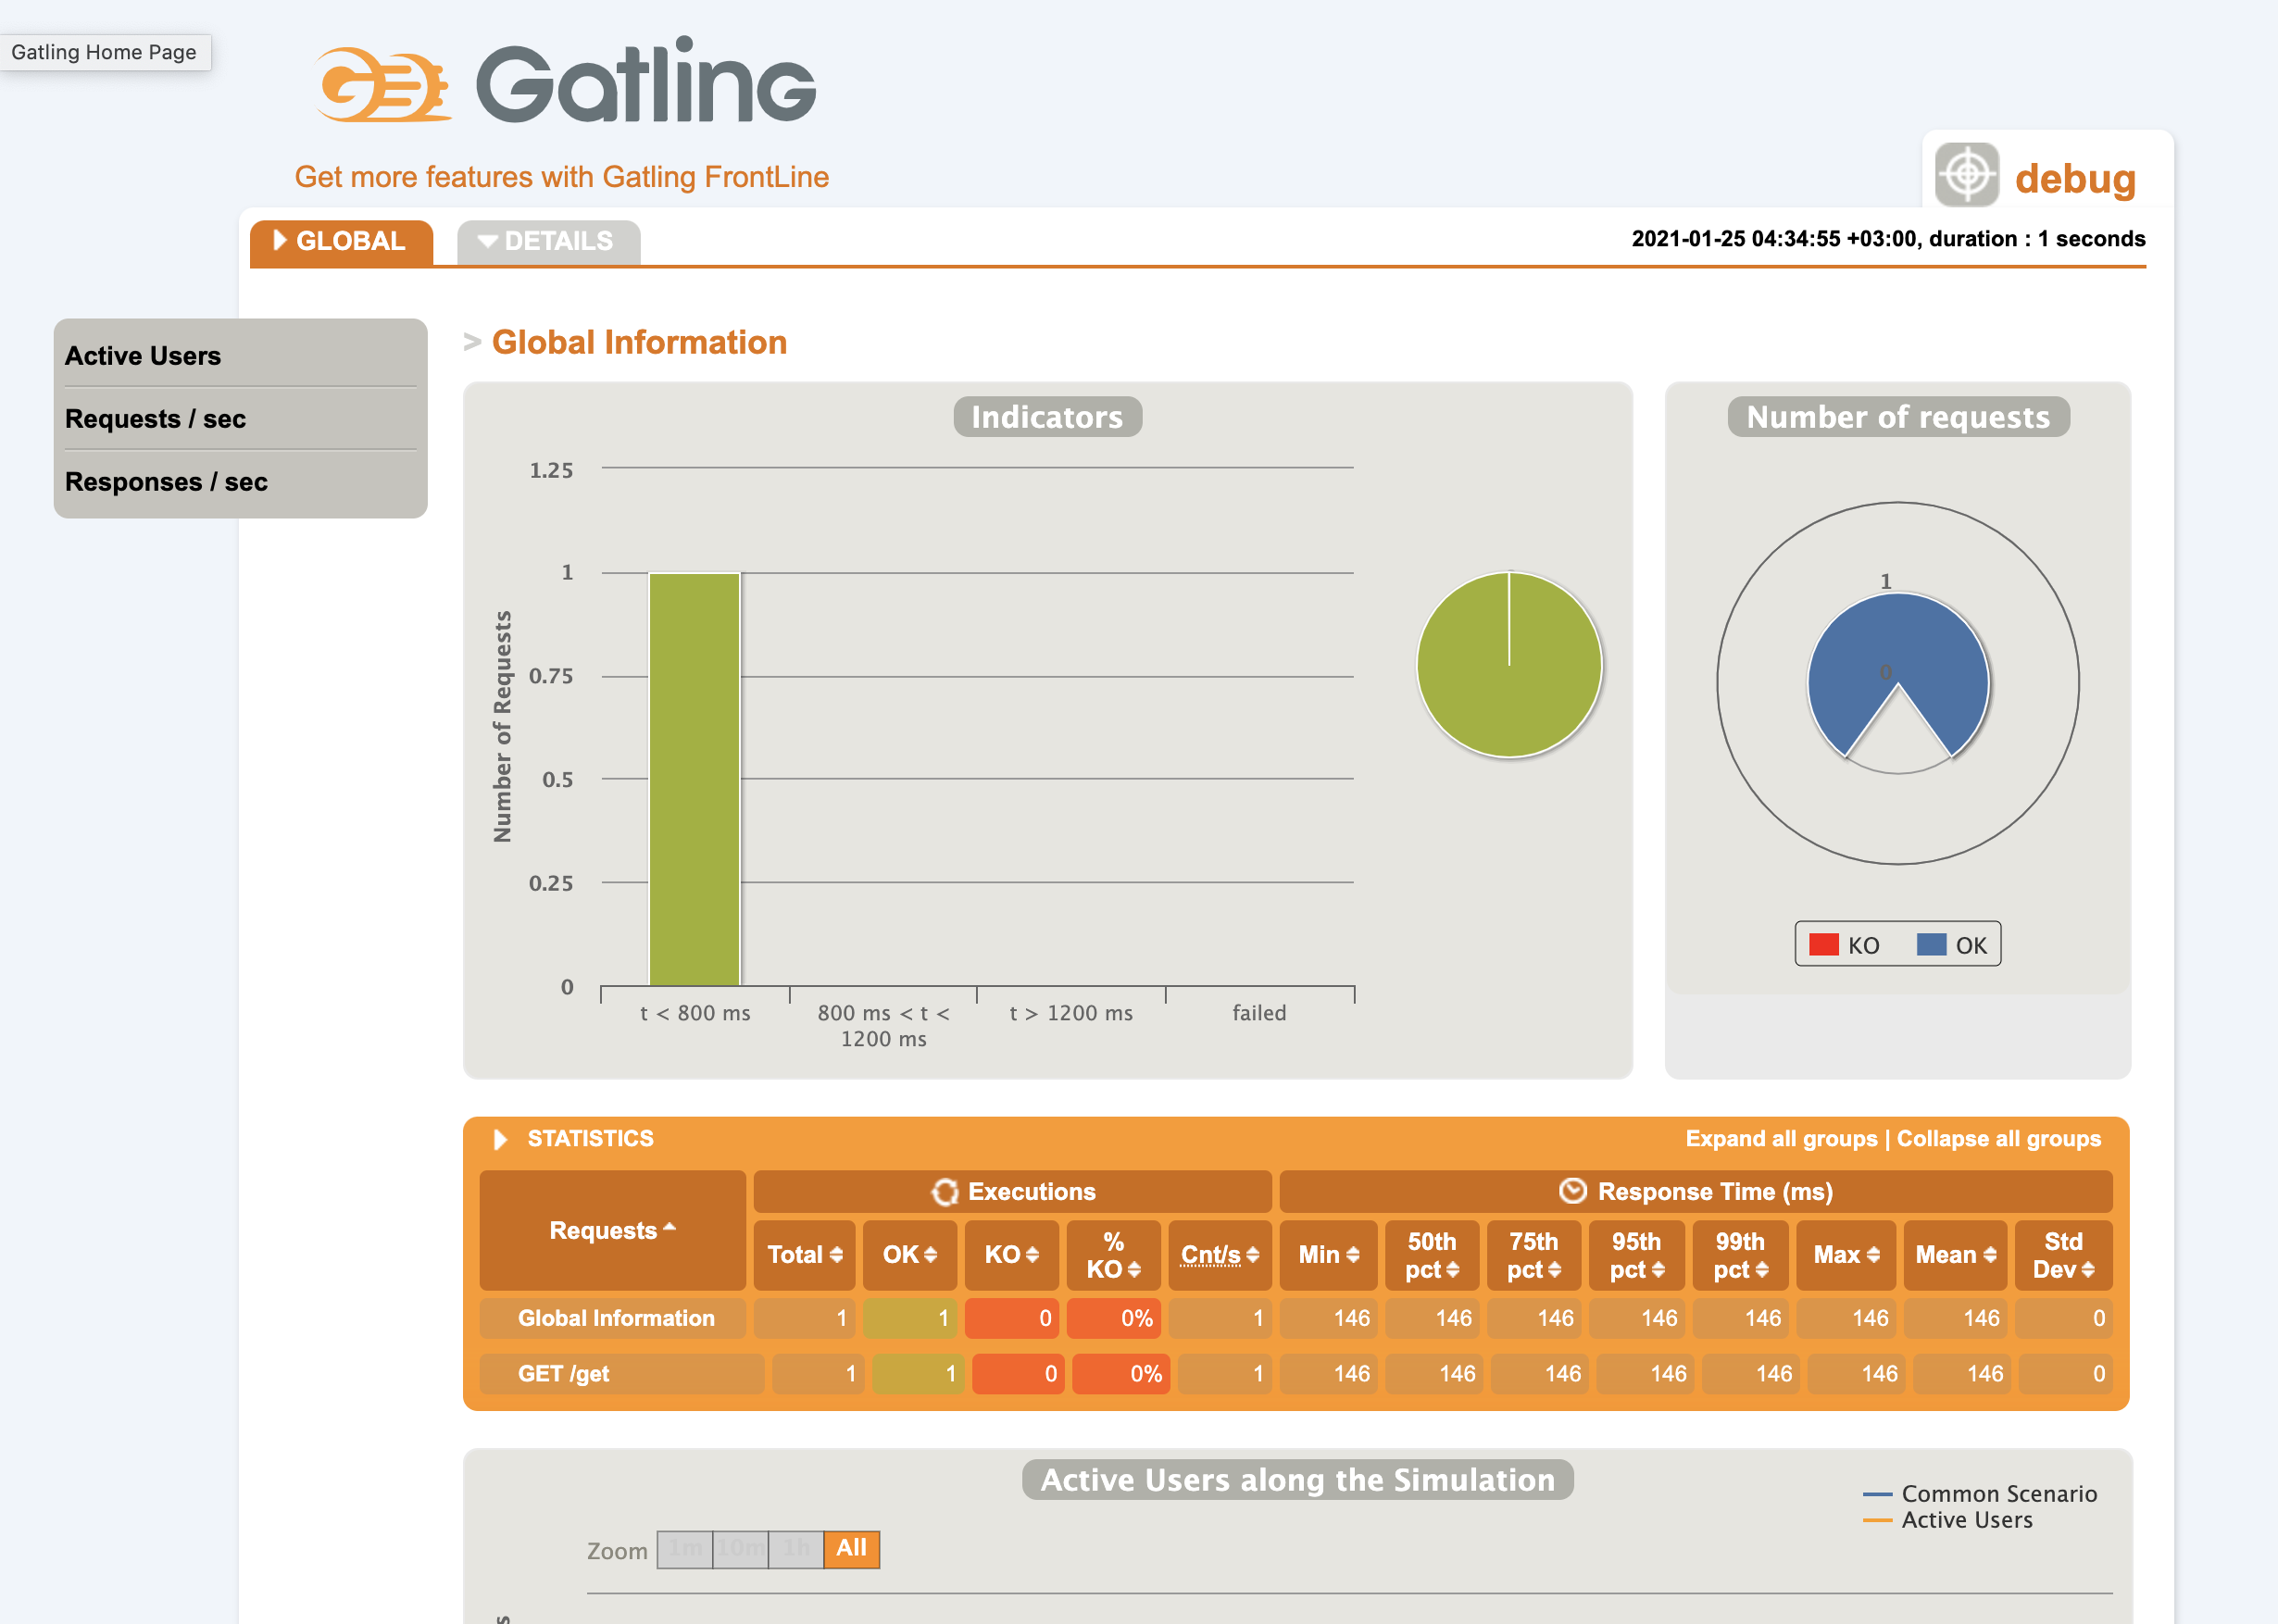 Gatling Home Page
Gatling
Get more features with Gatling FrontLine
debug
GLOBAL
DETAILS
2021-01-25 04:34:55 +03:00, duration : 1 seconds
Active Users
Requests / sec
Responses / sec
> Global Information
Indicators
1.25
1
0.75
0.5
0.25
0
Number of Requests
t < 800 ms
800 ms < t <
1200 ms
t > 1200 ms
failed
Number of requests
1
0
KO
OK
STATISTICS
Expand all groups | Collapse all groups
Requests
Executions
Response Time (ms)
Total OK KO % KO Cnt/s Min 50th pct 75th pct 95th pct 99th pct Max Mean Std Dev
Global Information 1 1 0 0% 1 146 146 146 146 146 146 146 0
GET /get 1 1 0 0% 1 146 146 146 146 146 146 146 0
Active Users along the Simulation
Common Scenario
Active Users
Zoom 1m 10m 1h All